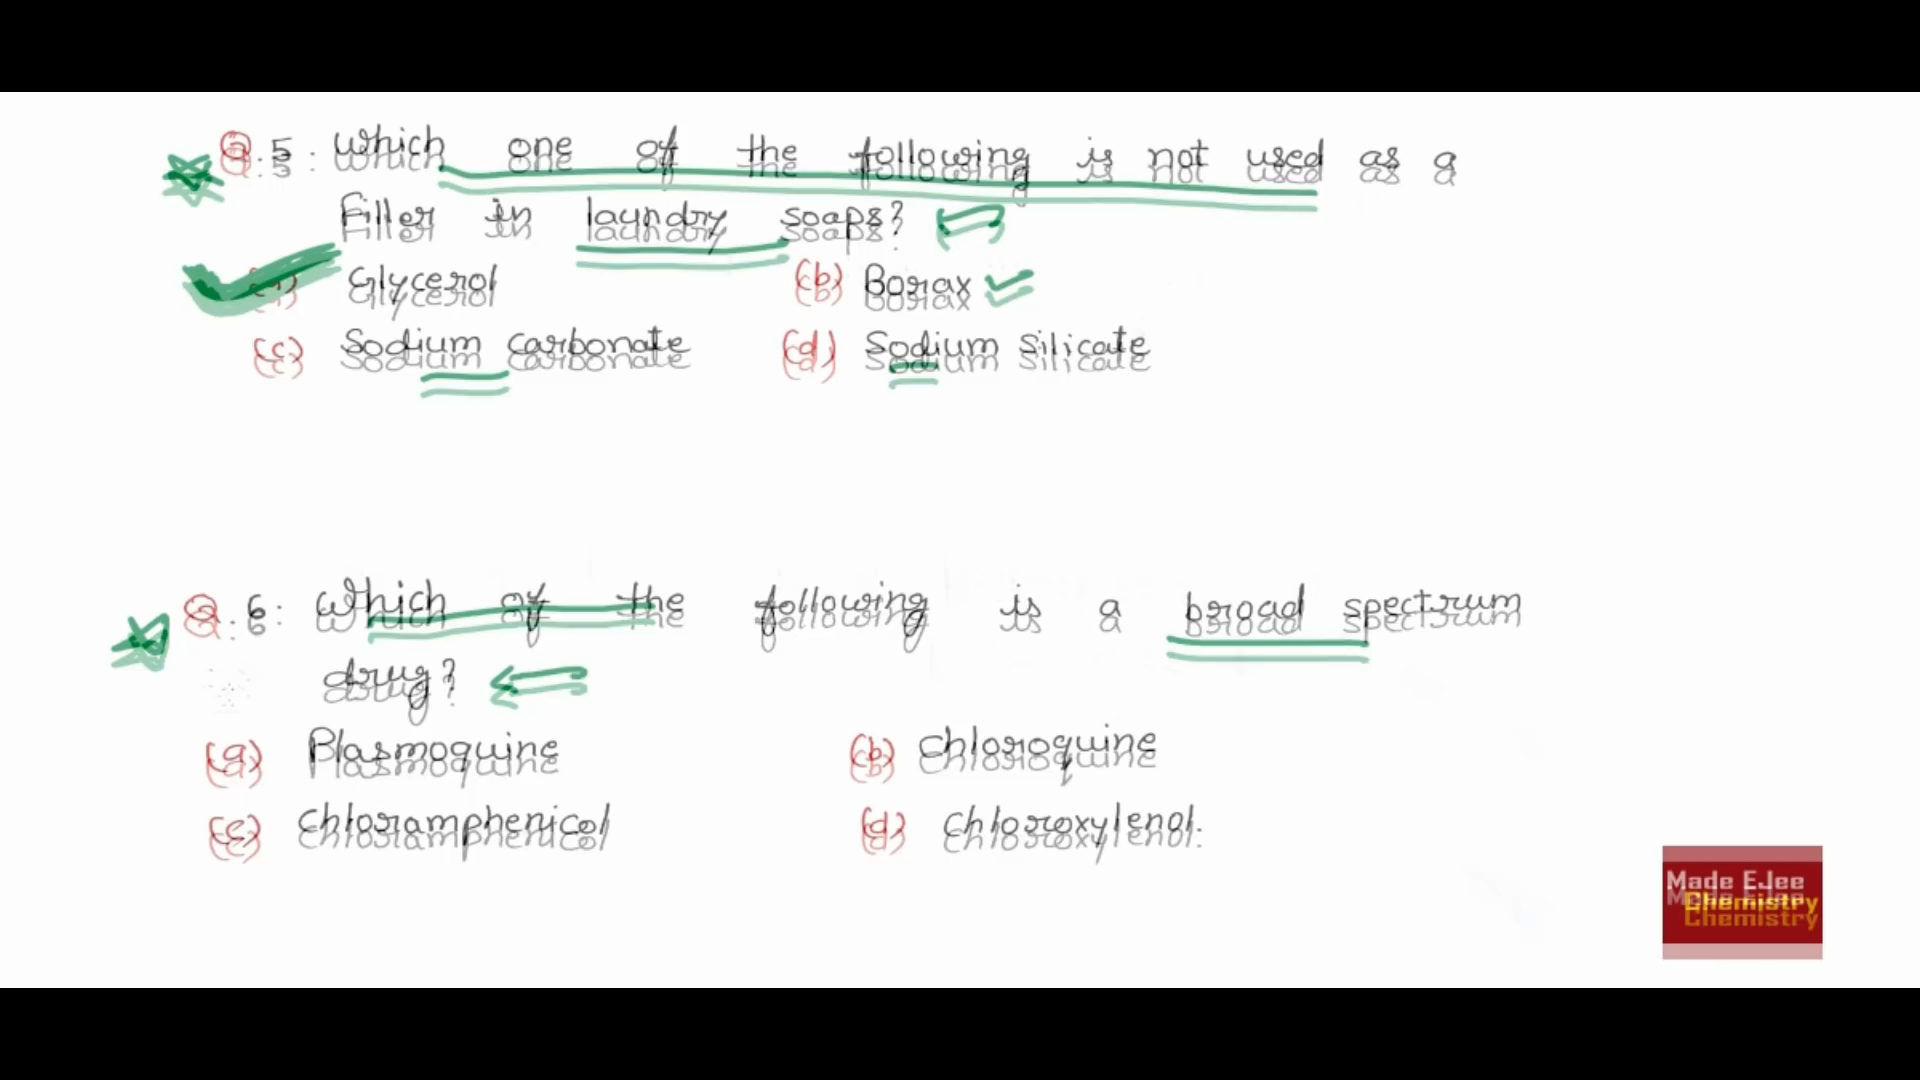 Q.5: Which one of the following is not used as a
Filler in laundry soaps?
(a) Glycerol (b) Borax
(c) Sodium carbonate (d) Sodium Silicate
Q.6: Which of the following is a broad spectrum
drug?
(a) Plasmoquine (b) Chloroquine
(c) Chloramphenicol (d) Chloroxylenol.
Made EJee
Chemistry